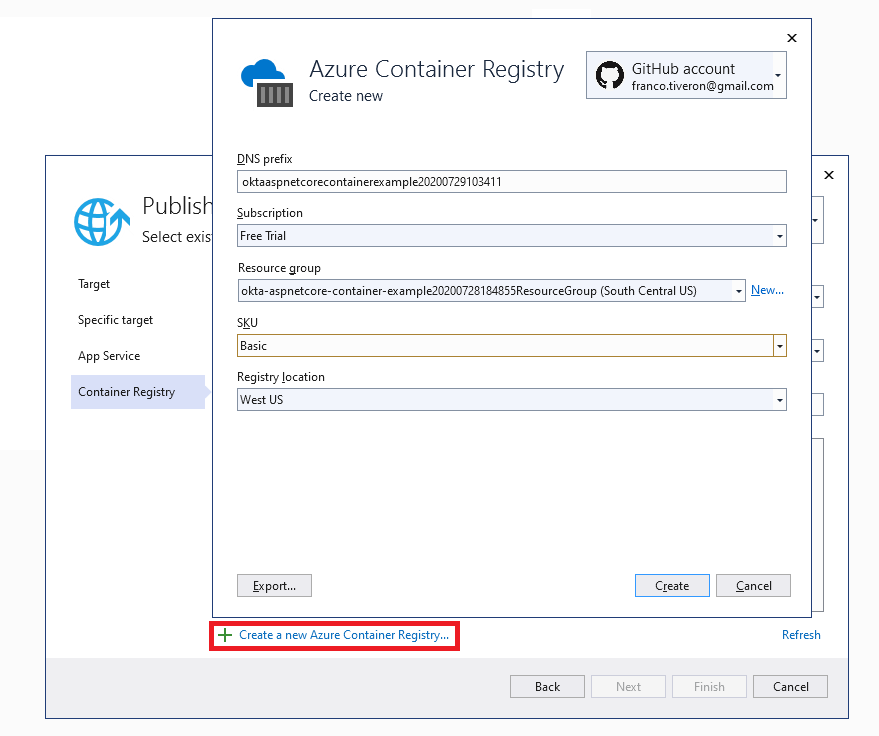 Azure Container Registry
Create new
GitHub account
franco.tiveron@gmail.com
DNS prefix
oktaaspnetcorecontainerexample20200729103411
Subscription
Free Trial
Resource group
okta-aspnetcore-container-example20200728184855ResourceGroup (South Central US)
New...
SKU
Basic
Registry location
West US
Export...
Create
Cancel
Publish
Select exis
Target
Specific target
App Service
Container Registry
Create a new Azure Container Registry...
Refresh
Back
Next
Finish
Cancel